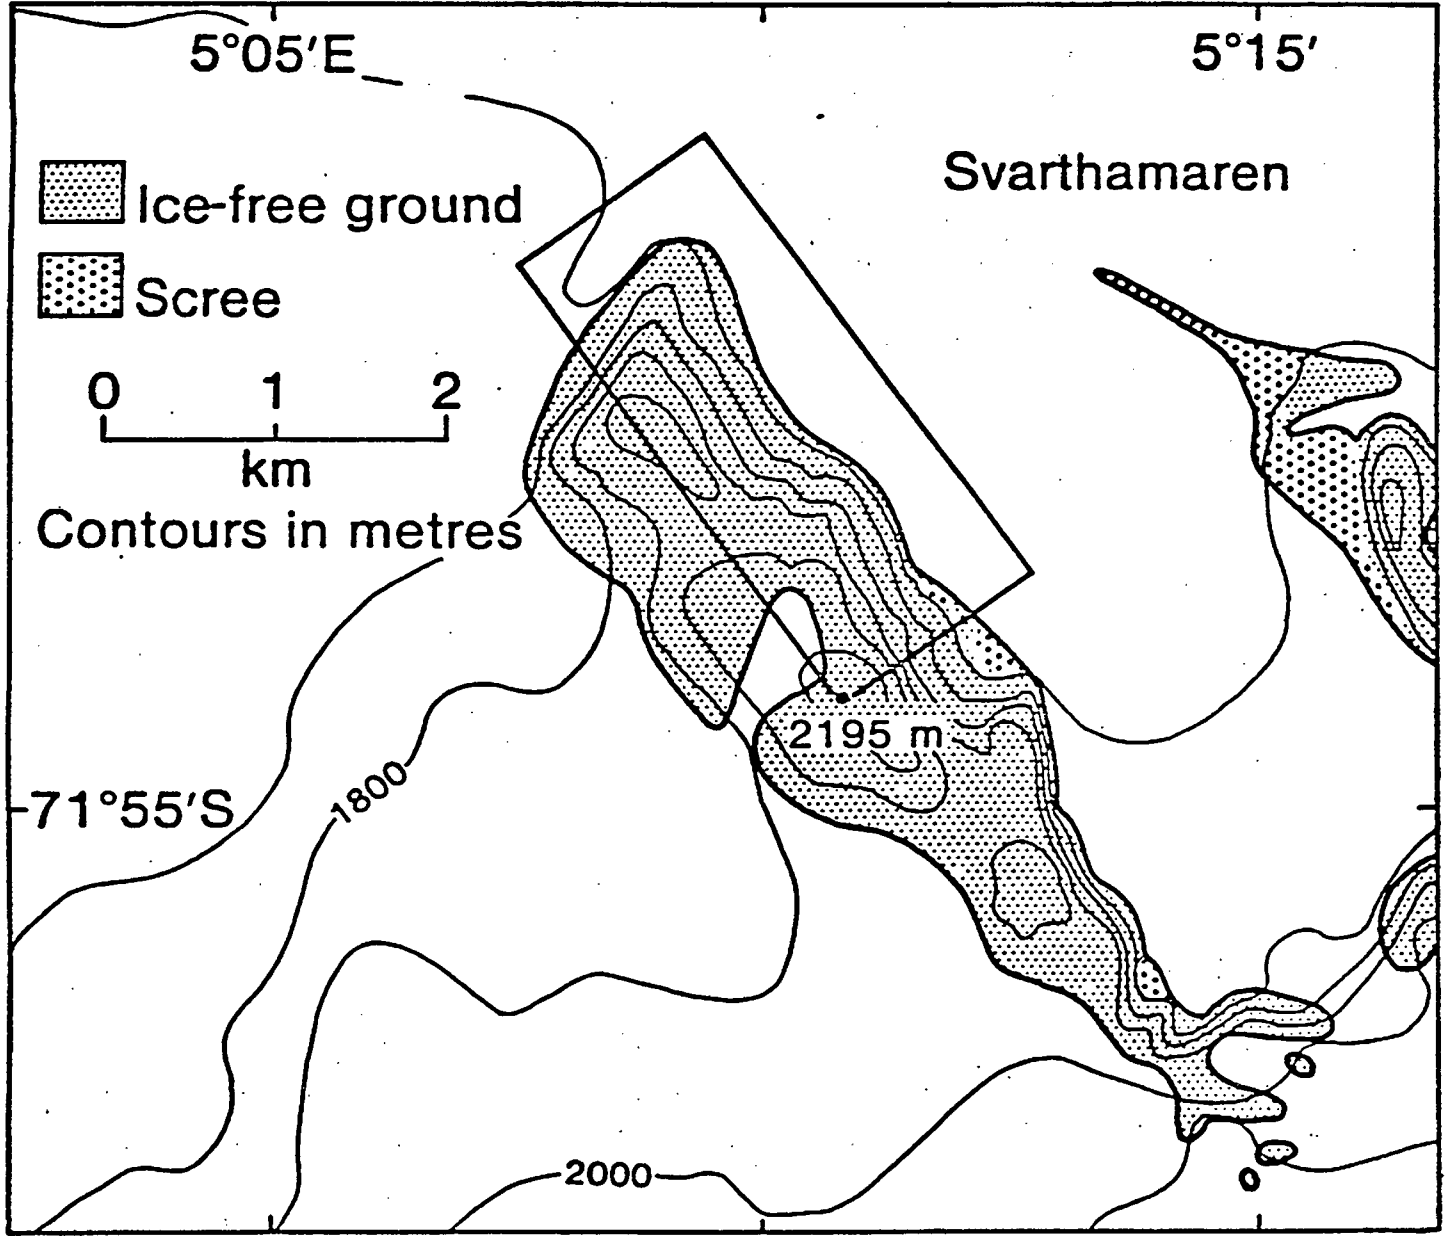 5°05'E
5°15'
Svarthamaren
Ice-free ground
Scree
0 1 2
km
Contours in metres
2195 m
1800
71°55'S
2000